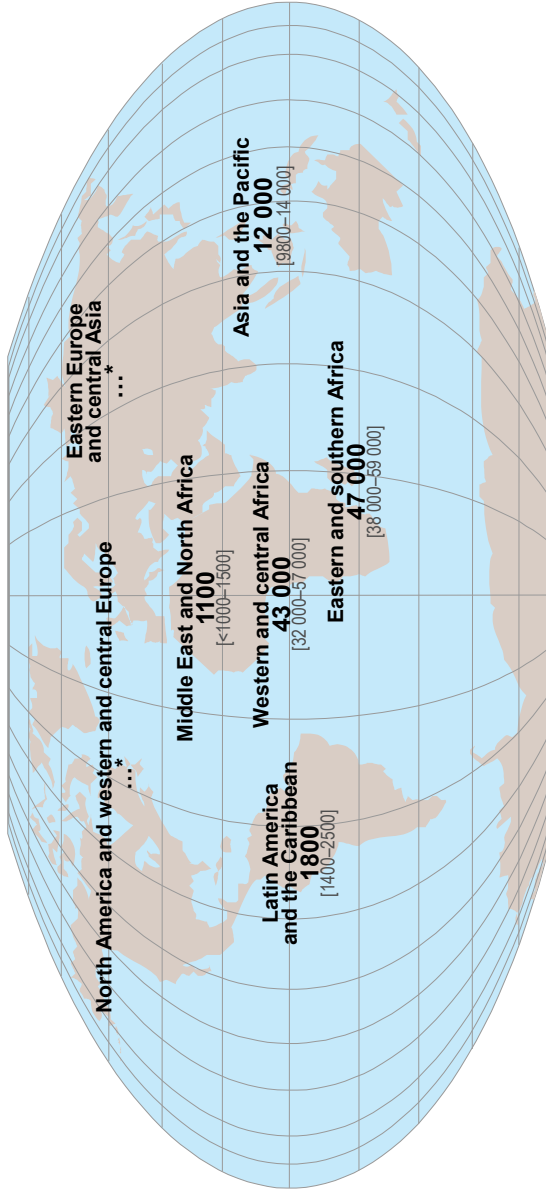 North America and western and central Europe
...*
Eastern Europe
and central Asia
...*
Middle East and North Africa
1100
[<1000–1500]
Western and central Africa
43 000
[32 000–57 000]
Latin America
and the Caribbean
1800
[1400–2500]
Asia and the Pacific
12 000
[9800–14 000]
Eastern and southern Africa
47 000
[38 000–59 000]